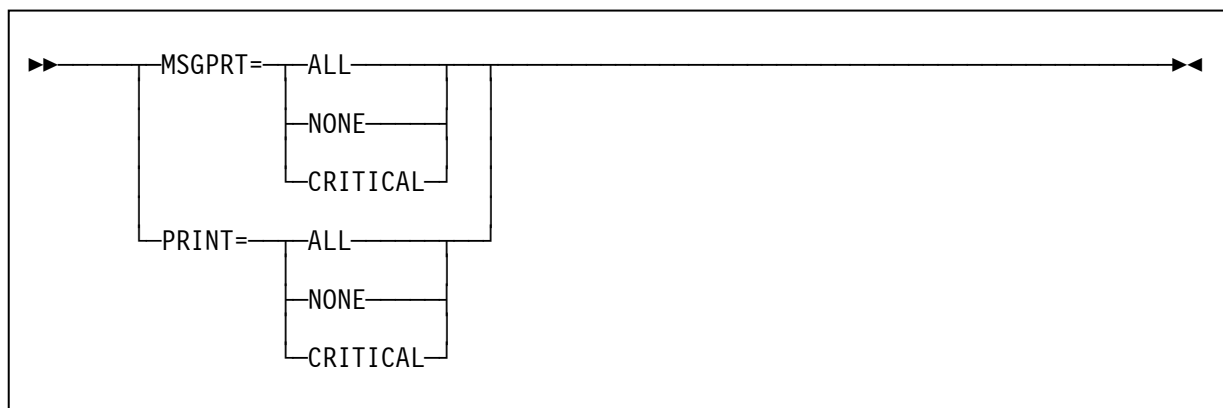 MSGPRT= ALL
NONE
CRITICAL
PRINT= ALL
NONE
CRITICAL